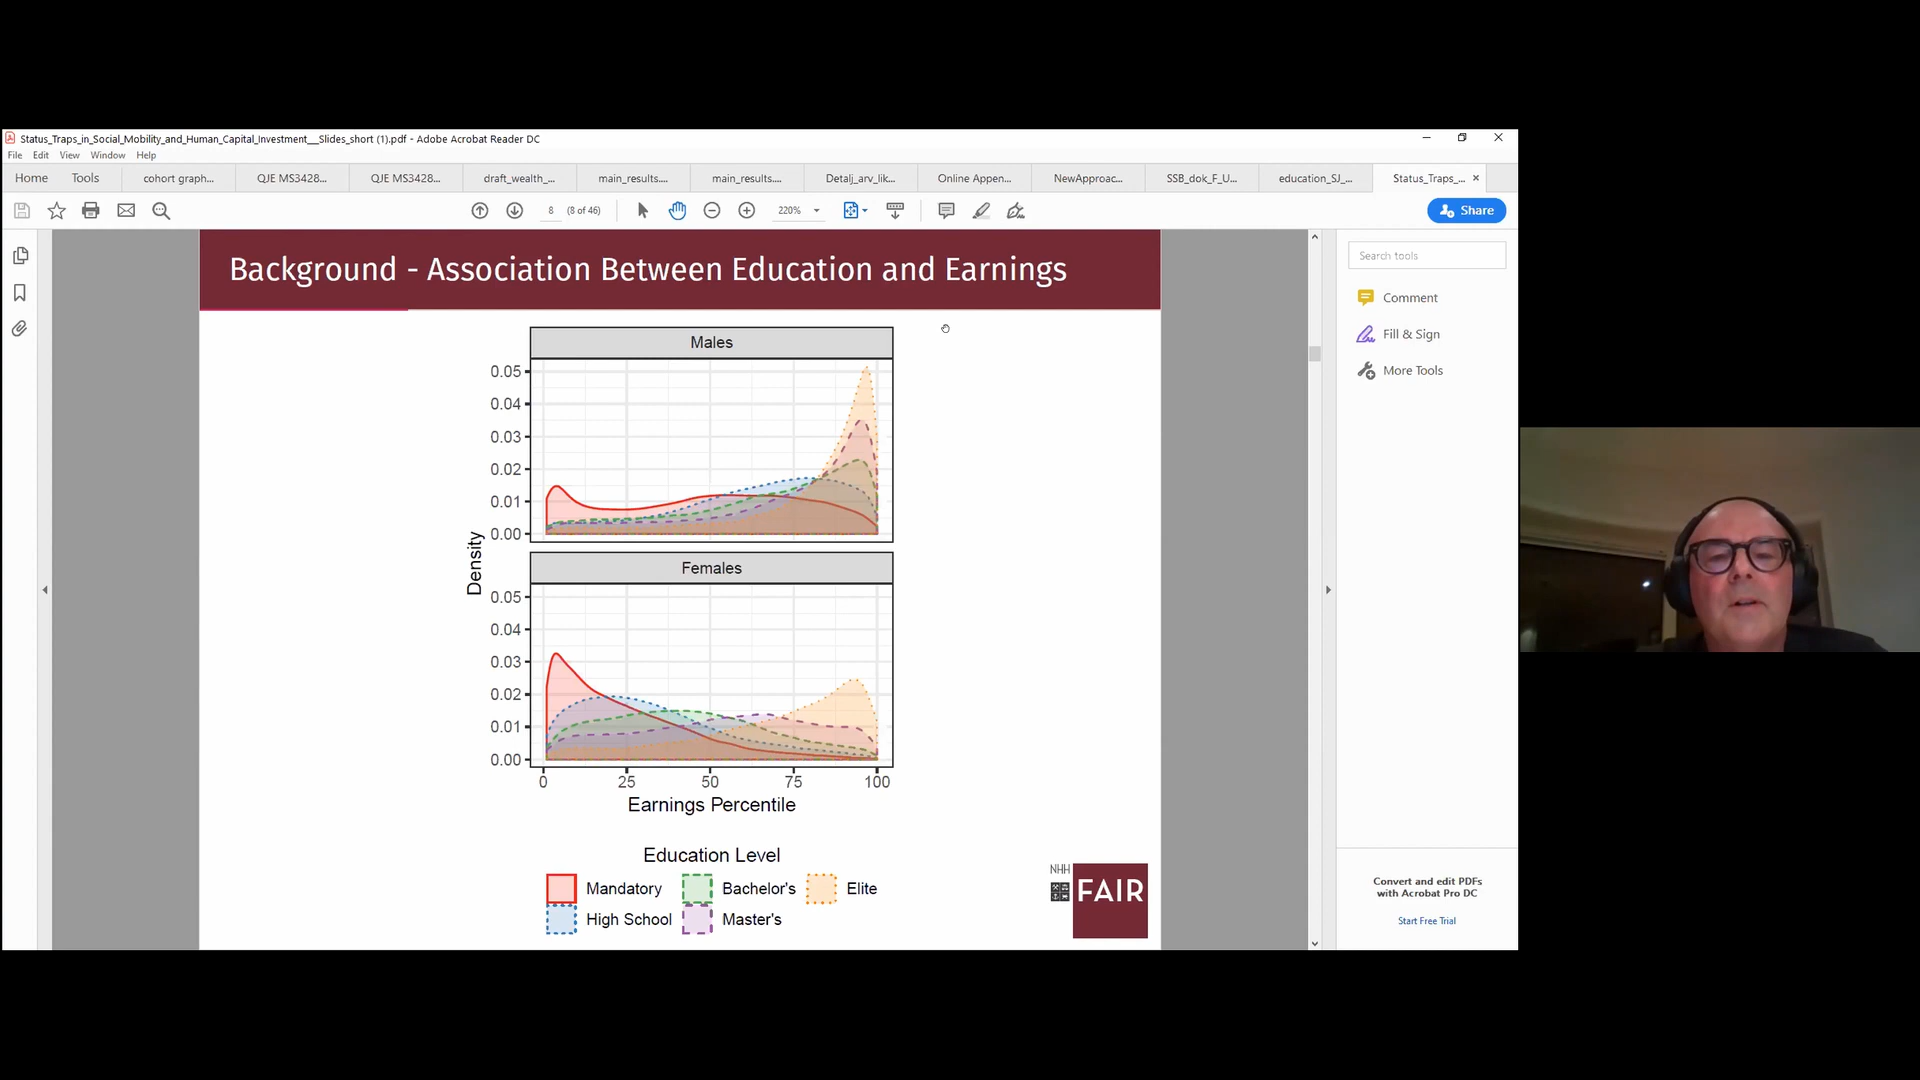 Status_Traps_in_Social_Mobility_and_Human_Capital_Investment__Slides_short (1).pdf - Adobe Acrobat Reader DC
File Edit View Window Help
Home Tools cohort graph... QJE MS3428... QJE MS3428... draft_wealth_... main_results.... main_results.... Detalj_arv_lik... Online Appen... NewApproac... SSB_dok_F_U... education_SJ_... Status_Traps_... ×
8 (8 of 46) 220% Share
Background - Association Between Education and Earnings
Search tools
Comment
Fill & Sign
More Tools
Males
0.05
0.04
0.03
0.02
0.01
0.00
Density
Females
0.05
0.04
0.03
0.02
0.01
0.00
0 25 50 75 100
Earnings Percentile
Education Level
Mandatory Bachelor's Elite
High School Master's
NHH
FAIR
Convert and edit PDFs
with Acrobat Pro DC
Start Free Trial